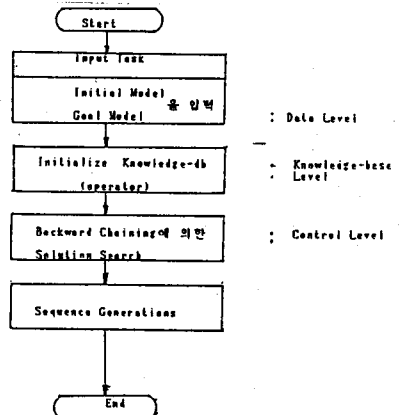 Start
Input Task
Initial Model
을 입력
Goal Model
: Data Level
Initialize Knowledge-db
(operator)
: Knowledge-base
Level
Backward Chaining에 의한
Solution Search
: Control Level
Sequence Generations
End